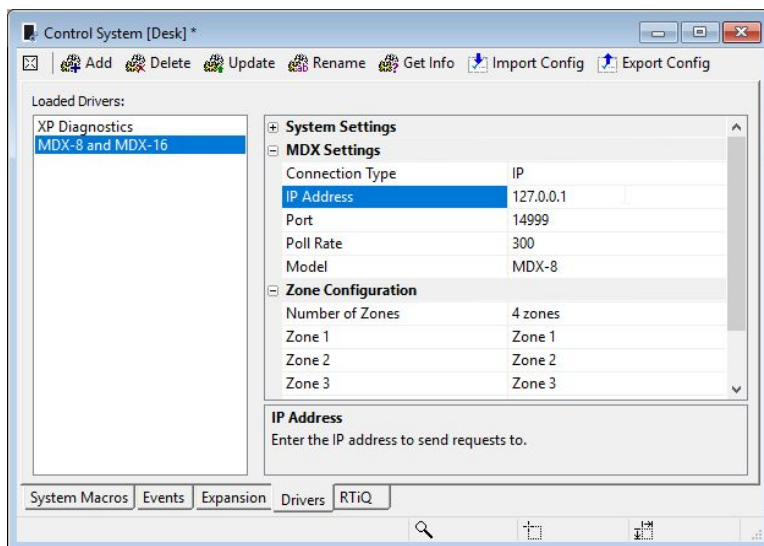 Control System [Desk] *
Add Delete Update Rename Get Info Import Config Export Config
Loaded Drivers:
XP Diagnostics
MDX-8 and MDX-16
System Settings
MDX Settings
Connection Type IP
IP Address 127.0.0.1
Port 14999
Poll Rate 300
Model MDX-8
Zone Configuration
Number of Zones 4 zones
Zone 1 Zone 1
Zone 2 Zone 2
Zone 3 Zone 3
IP Address
Enter the IP address to send requests to.
System Macros Events Expansion Drivers RTiQ